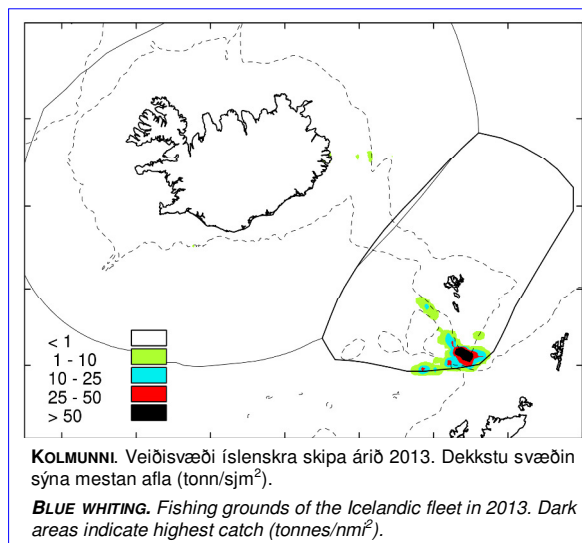 < 1
1 - 10
10 - 25
25 - 50
> 50
KOLMUNNI. Veiðisvæði íslenskra skipa árið 2013. Dekkstu svæðin
sýna mestan afla (tonn/sjm²).
BLUE WHITING. Fishing grounds of the Icelandic fleet in 2013. Dark
areas indicate highest catch (tonnes/nmi²).